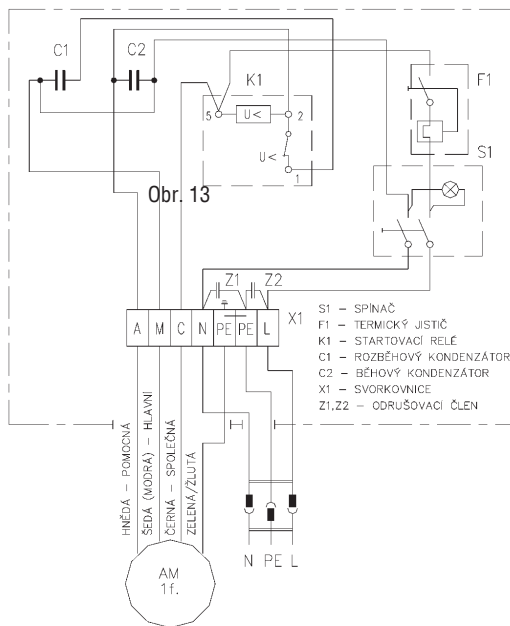 C1
C2
K1
F1
5
U<
2
U<
1
S1
Obr. 13
Z1
Z2
A M C N PE PE L
X1
S1 – SPÍNAČ
F1 – TERMICKÝ JISTIČ
K1 – STARTOVACÍ RELÉ
C1 – ROZBĚHOVÝ KONDENZÁTOR
C2 – BĚHOVÝ KONDENZÁTOR
X1 – SVORKOVNICE
Z1,Z2 – ODRUŠOVACÍ ČLEN
HNĚDÁ – POMOCNÁ
ŠEDÁ (MODRÁ) – HLAVNÍ
ČERNÁ – SPOLEČNÁ
ZELENÁ/ŽLUTÁ
N PE L
AM
1f.